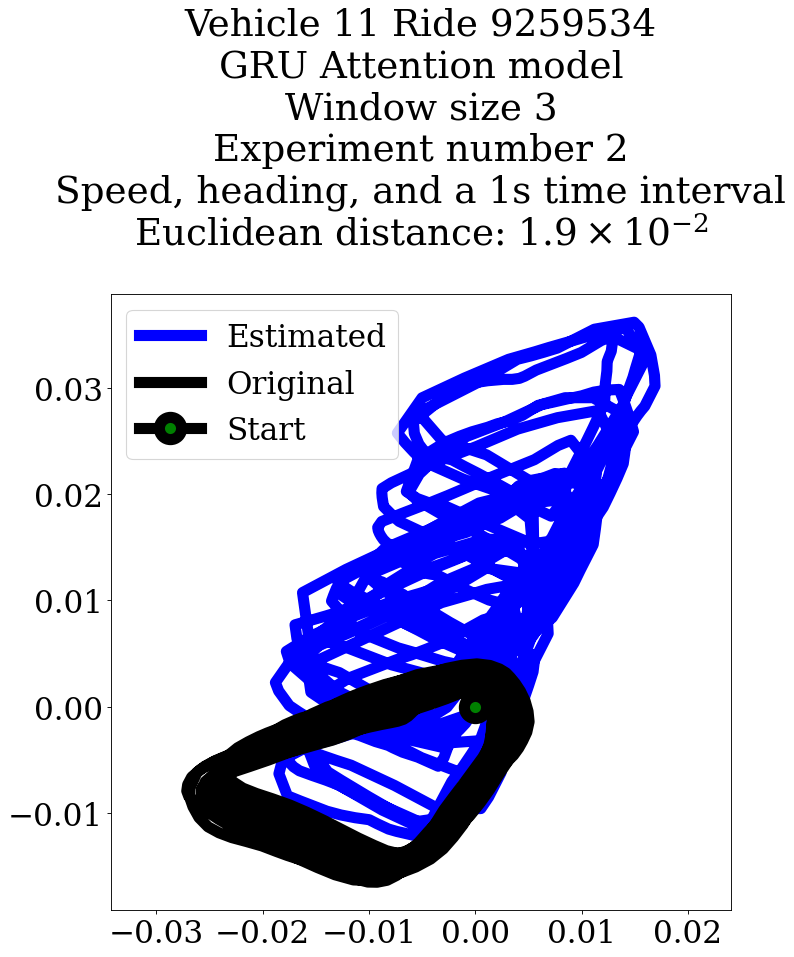 Vehicle 11 Ride 9259534
GRU Attention model
Window size 3
Experiment number 2
Speed, heading, and a 1s time interval
Euclidean distance: 1.9 × 10⁻²
Estimated
Original
Start
0.03
0.02
0.01
0.00
−0.01
−0.03 −0.02 −0.01 0.00 0.01 0.02